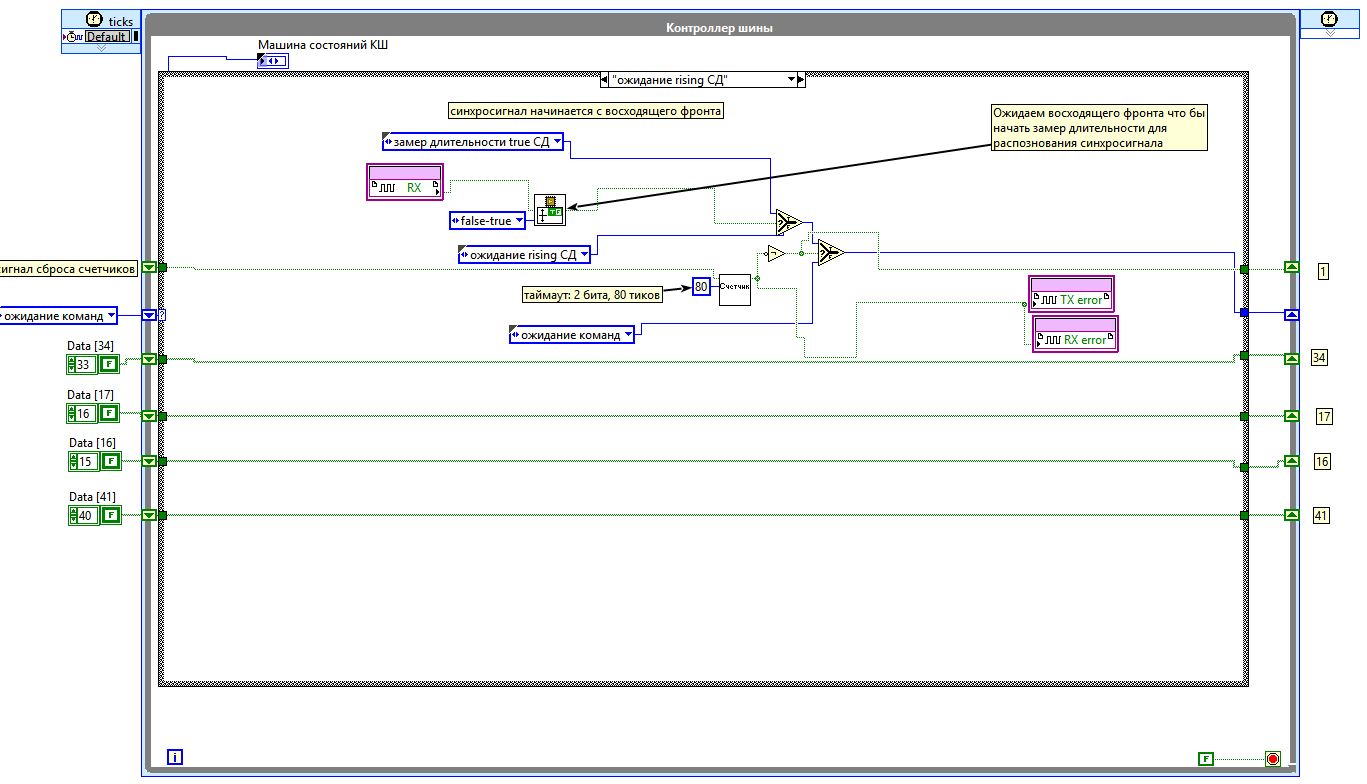 ticks
Default
Контроллер шины
Машина состояний КШ
"ожидание rising СД"
синхросигнал начинается с восходящего фронта
Ожидаем восходящего фронта что бы
начать замер длительности для
распознования синхросигнала
замер длительности true СД
RX
false-true
ожидание rising СД
сброса счетчиков
1
80
Счетчик
таймаут: 2 бита, 80 тиков
TX error
ожидание команд
?
ожидание команд
RX error
Data [34]
33
F
34
Data [17]
16
F
17
Data [16]
15
F
16
Data [41]
40
F
41
i
F